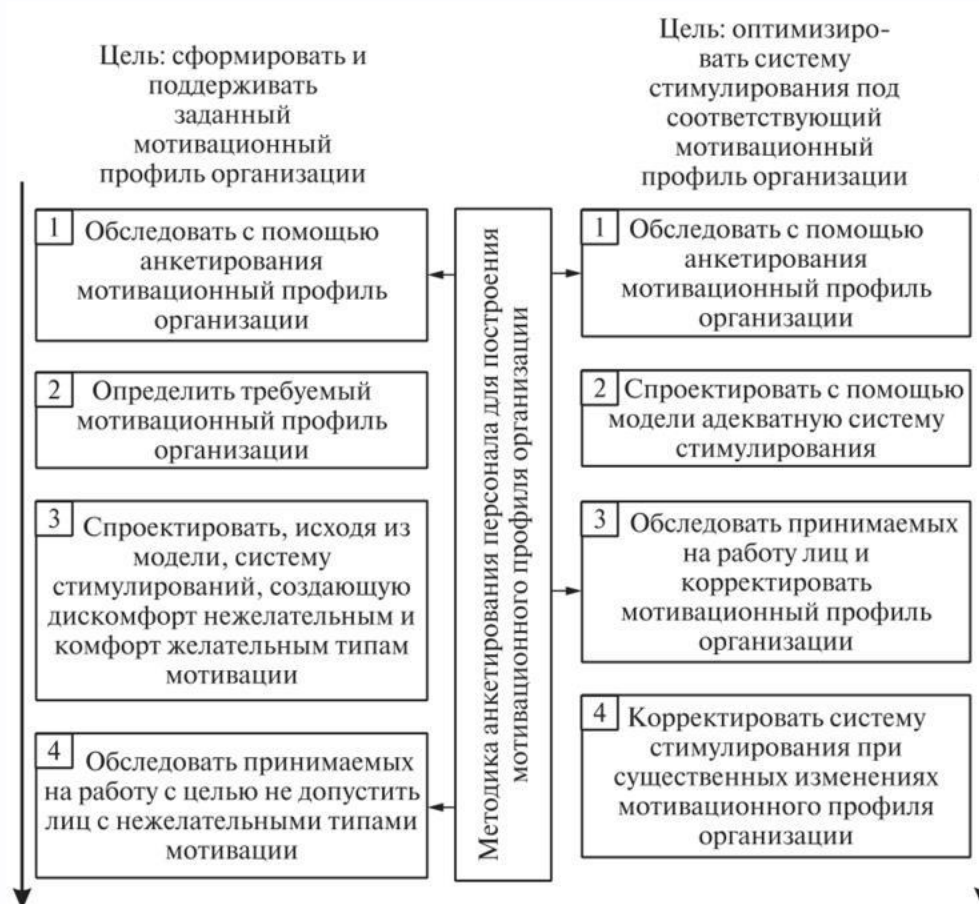 Цель: сформировать и
поддерживать
заданный
мотивационный
профиль организации
1 Обследовать с помощью
анкетирования
мотивационный профиль
организации
2 Определить требуемый
мотивационный профиль
организации
3 Спроектировать, исходя из
модели, систему
стимулирований, создающую
дискомфорт нежелательным и
комфорт желательным типам
мотивации
4 Обследовать принимаемых
на работу с целью не допустить
лиц с нежелательными типами
мотивации
Методика анкетирования персонала для построения
мотивационного профиля организации
Цель: оптимизиро-
вать систему
стимулирования под
соответствующий
мотивационный
профиль организации
1 Обследовать с помощью
анкетирования
мотивационный профиль
организации
2 Спроектировать с помощью
модели адекватную систему
стимулирования
3 Обследовать принимаемых
на работу лиц и
корректировать
мотивационный профиль
организации
4 Корректировать систему
стимулирования при
существенных изменениях
мотивационного профиля
организации